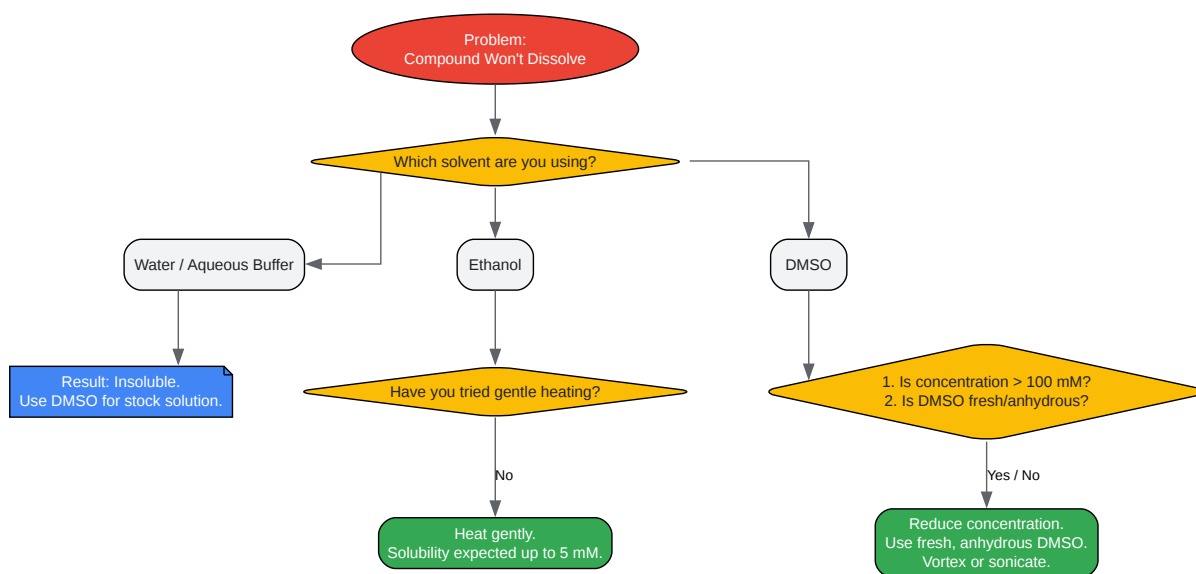 Problem:
Compound Won't Dissolve
Which solvent are you using?
Water / Aqueous Buffer
Ethanol
DMSO
Result: Insoluble.
Use DMSO for stock solution.
Have you tried gentle heating?
1. Is concentration > 100 mM?
2. Is DMSO fresh/anhydrous?
No
Yes / No
Heat gently.
Solubility expected up to 5 mM.
Reduce concentration.
Use fresh, anhydrous DMSO.
Vortex or sonicate.